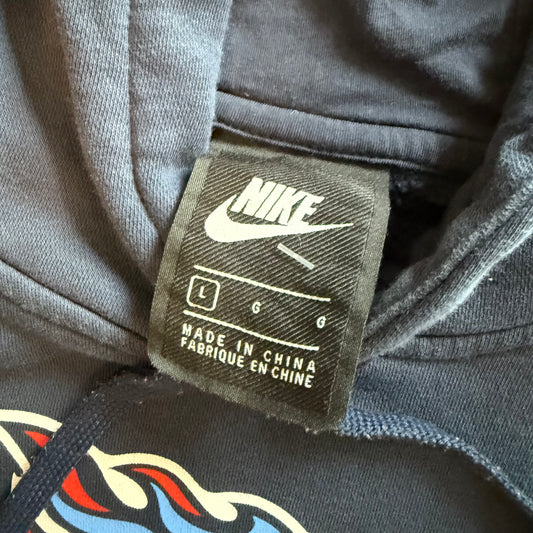 NIKE
L G G
MADE IN CHINA
FABRIQUE EN CHINE